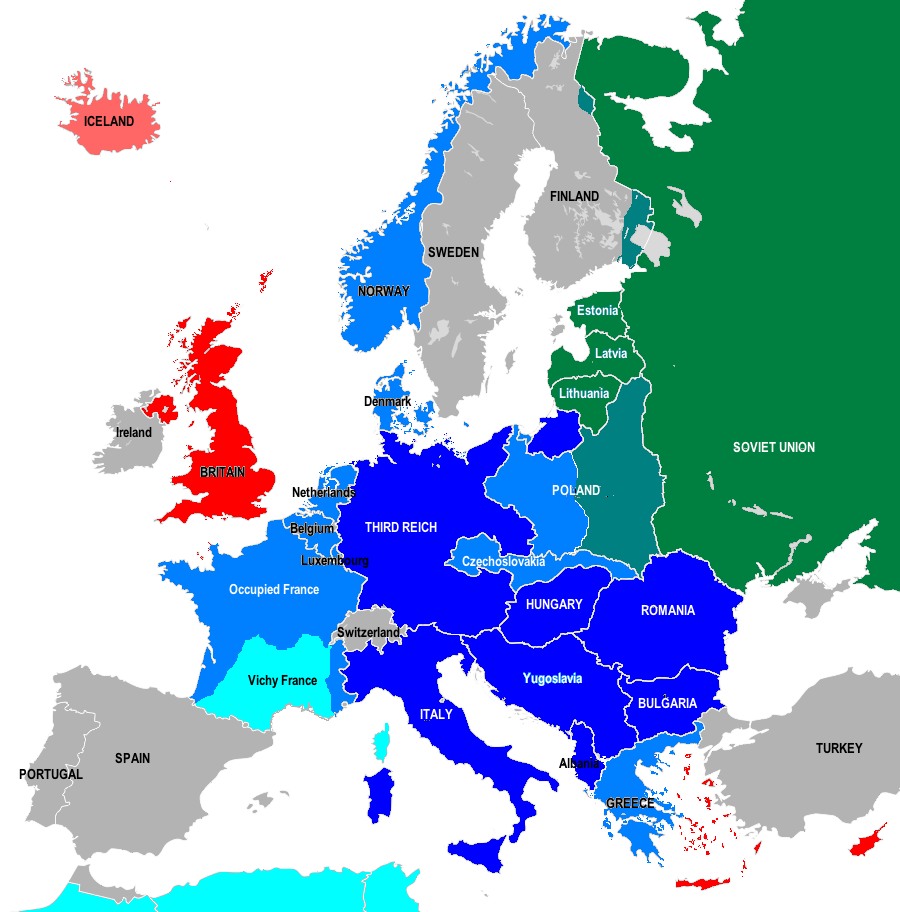 ICELAND
FINLAND
SWEDEN
NORWAY
Estonia
Latvia
Lithuania
Denmark
Ireland
SOVIET UNION
BRITAIN
Netherlands
POLAND
Belgium
THIRD REICH
Luxembourg
Czechoslovakia
Occupied France
HUNGARY
ROMANIA
Switzerland
Vichy France
Yugoslavia
BULGARIA
ITALY
TURKEY
SPAIN
Albania
PORTUGAL
GREECE